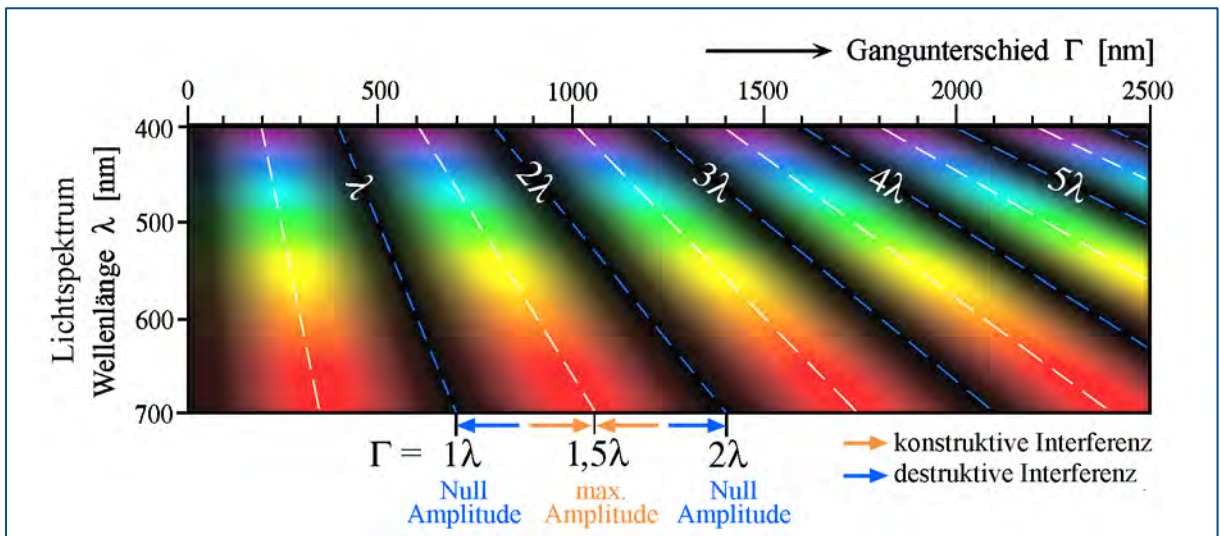 Gangunterschied Γ [nm]
0 500 1000 1500 2000 2500
Lichtspektrum
Wellenlänge λ [nm]
400
500
600
700
λ 2λ 3λ 4λ 5λ
Γ = 1λ 1,5λ 2λ
Null Amplitude
max. Amplitude
Null Amplitude
konstruktive Interferenz
destruktive Interferenz